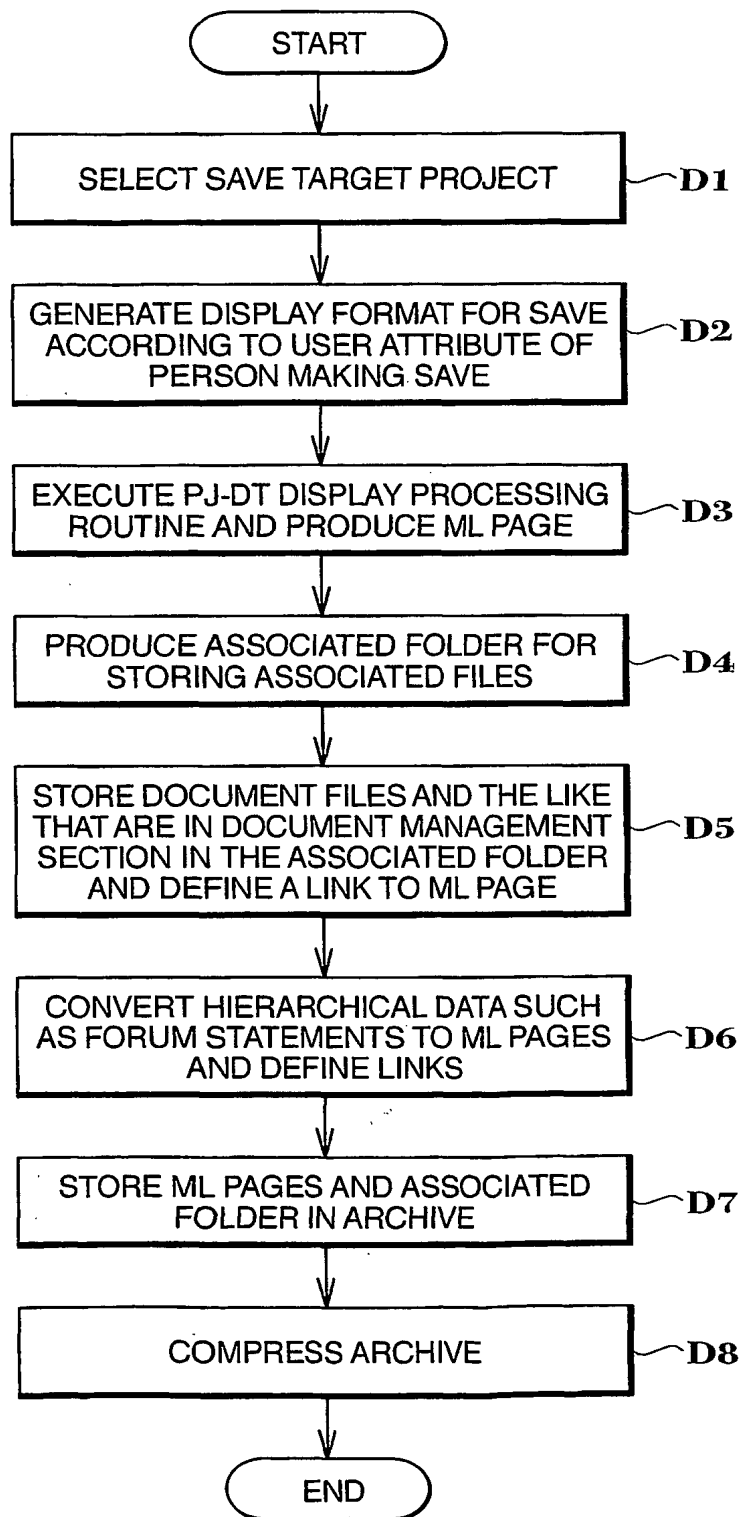 START
SELECT SAVE TARGET PROJECT
D1
GENERATE DISPLAY FORMAT FOR SAVE
ACCORDING TO USER ATTRIBUTE OF
PERSON MAKING SAVE
D2
EXECUTE PJ-DT DISPLAY PROCESSING
ROUTINE AND PRODUCE ML PAGE
D3
PRODUCE ASSOCIATED FOLDER FOR
STORING ASSOCIATED FILES
D4
STORE DOCUMENT FILES AND THE LIKE
THAT ARE IN DOCUMENT MANAGEMENT
SECTION IN THE ASSOCIATED FOLDER
AND DEFINE A LINK TO ML PAGE
D5
CONVERT HIERARCHICAL DATA SUCH
AS FORUM STATEMENTS TO ML PAGES
AND DEFINE LINKS
D6
STORE ML PAGES AND ASSOCIATED
FOLDER IN ARCHIVE
D7
COMPRESS ARCHIVE
D8
END